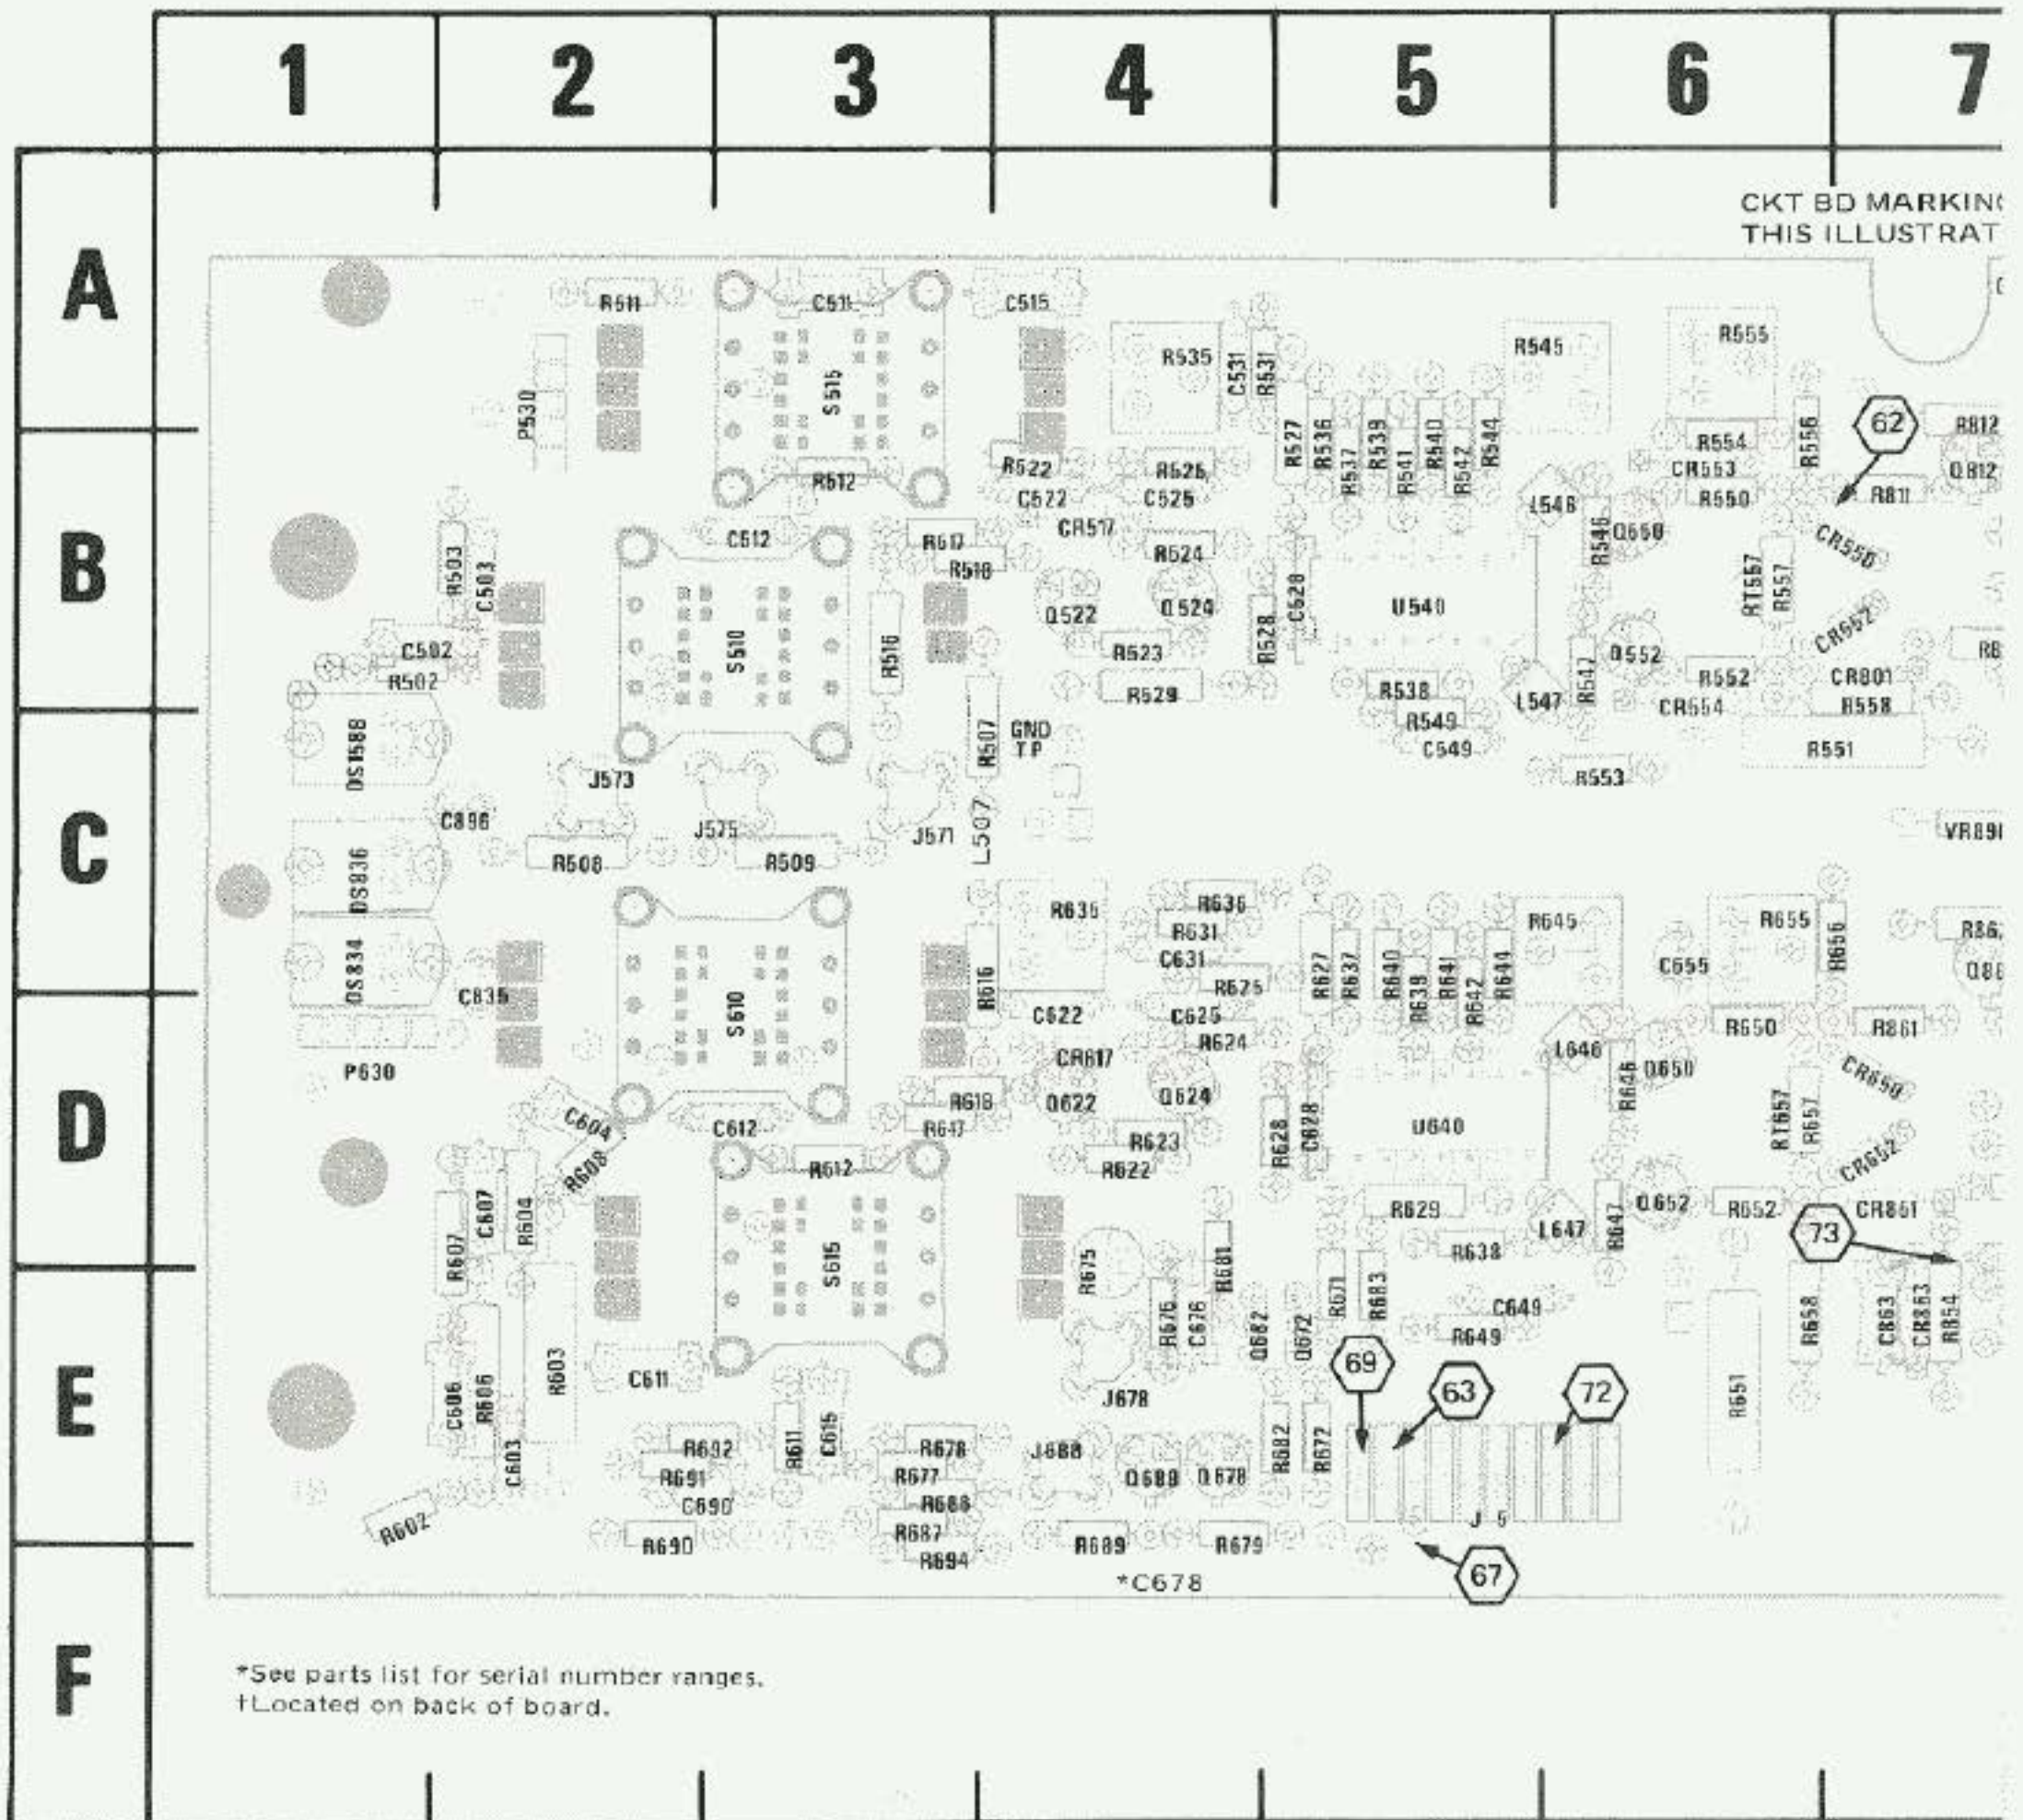 1 2 3 4 5 6 7
CKT BD MARKIN
THIS ILLUSTRAT
A
R511 C511 C515
R535 C531 R531 R545 R555
P530 S515
R527 R536 R537 R539 R541 R540 R542 R544 R554 R556 62 R812
R512 R522 R526 CR553 Q812
C522 C525 L546 R550 R811
B
R503 C503 C512 R517 R518 CR517 R524 R546 Q550 CR550
Q522 Q524 C528 U540 RT557 R557
C502 S510 R516 R523 R528 Q552 CR552
R502 R529 R538 R547 R552 CR801
L547 CR554 R558
DS1588 R507 GND R549 R551
TP C549
J573 R553
C
C896 J575 J571 L507 VR891
R508 R509
DS836 R635 R636 R645 R655
R631
DS834 C631 R627 R637 R640 R639 R641 R642 R644 C655 R656
C835 R616 R625
S610 C622 C625 R650 R861
R624
P630 CR617 L646 R646 Q650 CR650
D
R618 Q622 Q624
C604 C612 R617 R623 R628 C628 U640 RT657 R657
R608 R612 R622 CR652
C607 R604 R629 R647 Q652 R652 CR861
R607 S615 R675 R681 R638 L647 73
R676 C676 Q682 Q672 R671 R683 C649 R658 C863 CR863 R854
R649
E
C606 R606 R603 C611 J678 69 63 72 R651
R692 R611 C615 R678 J688 R682 R672
C603 R691 R677 Q689 Q678
C690 R688
R602 R687 J 5
R690 R694 R689 R679
*C678 67
F
*See parts list for serial number ranges.
†Located on back of board.